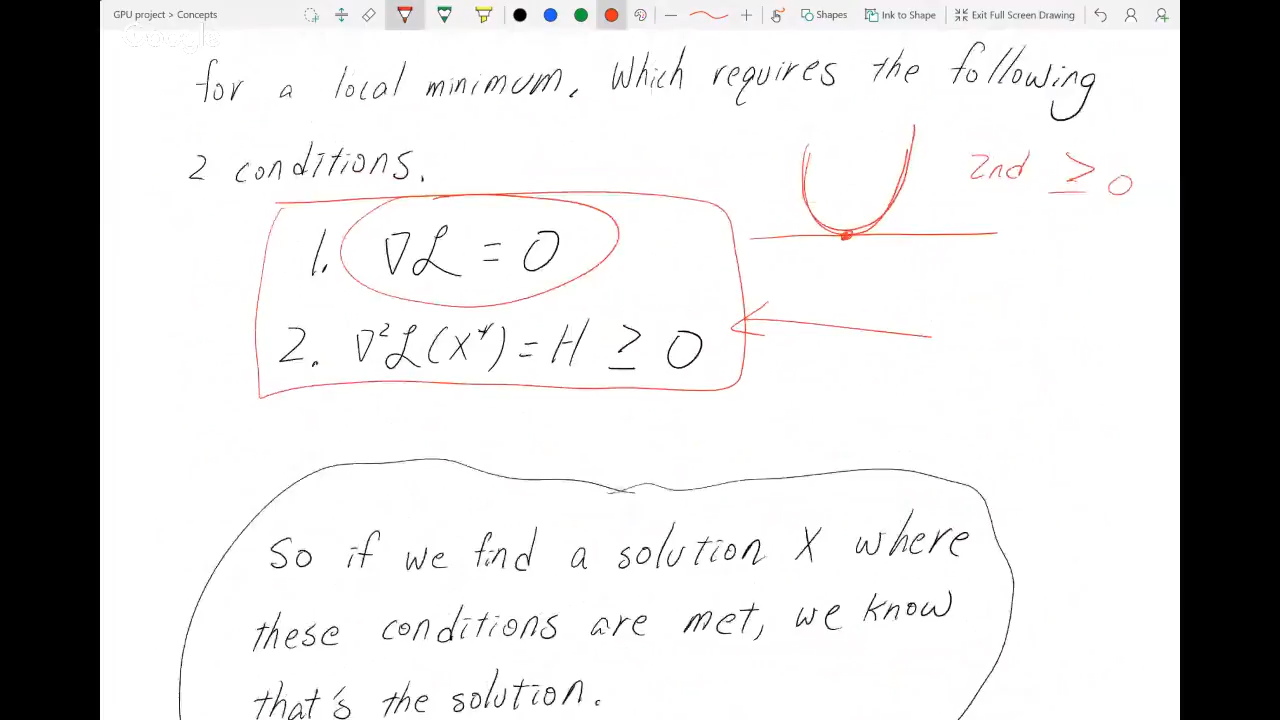 GPU project > Concepts
Shapes
Ink to Shape
Exit Full Screen Drawing
Google
for a local minimum. Which requires the following
2 conditions.
2nd ≥ 0
1. ∇ℒ = 0
2. ∇²ℒ(X*) = H ≥ 0
So if we find a solution X where
these conditions are met, we know
that's the solution.